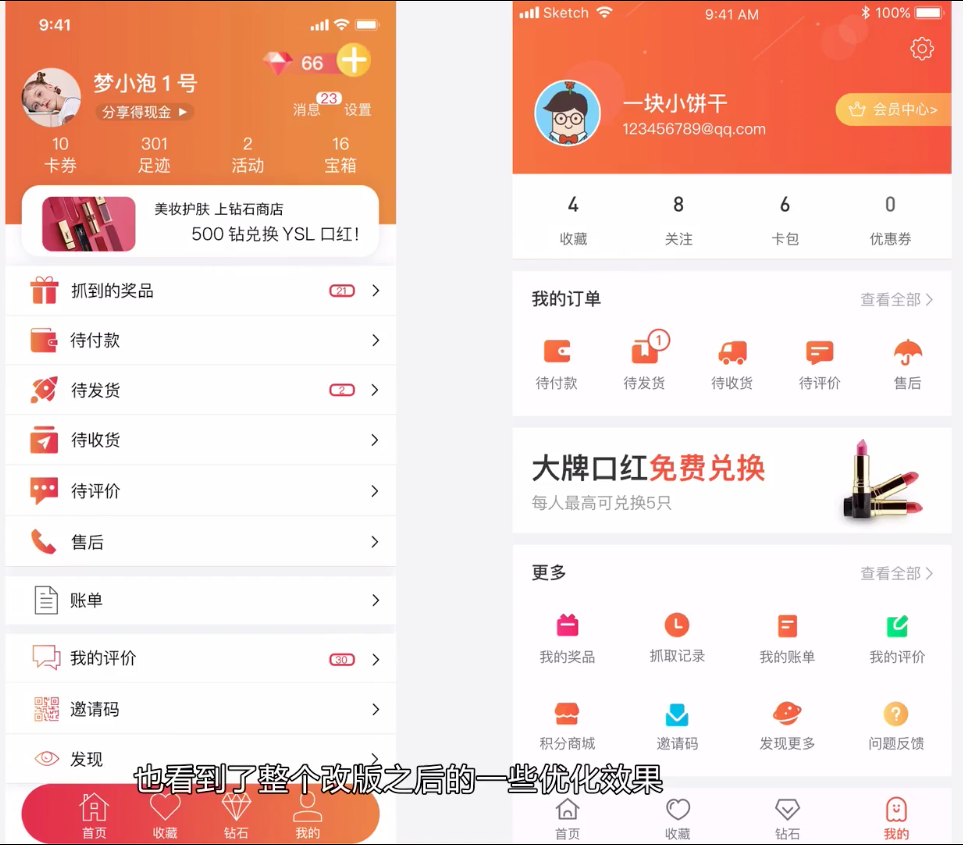 9:41
66
梦小泡1号
分享得现金
消息 23 设置
10 301 2 16
卡券 足迹 活动 宝箱
美妆护肤 上钻石商店
500 钻兑换 YSL 口红！
抓到的奖品 21
待付款
待发货 2
待收货
待评价
售后
账单
我的评价 30
邀请码
发现
首页 收藏 钻石 我的
Sketch 9:41 AM 100%
一块小饼干
123456789@qq.com
会员中心>
4 8 6 0
收藏 关注 卡包 优惠券
我的订单 查看全部
1
待付款 待发货 待收货 待评价 售后
大牌口红免费兑换
每人最高可兑换5只
更多 查看全部
我的奖品 抓取记录 我的账单 我的评价
?
积分商城 邀请码 发现更多 问题反馈
首页 收藏 钻石 我的
也看到了整个改版之后的一些优化效果